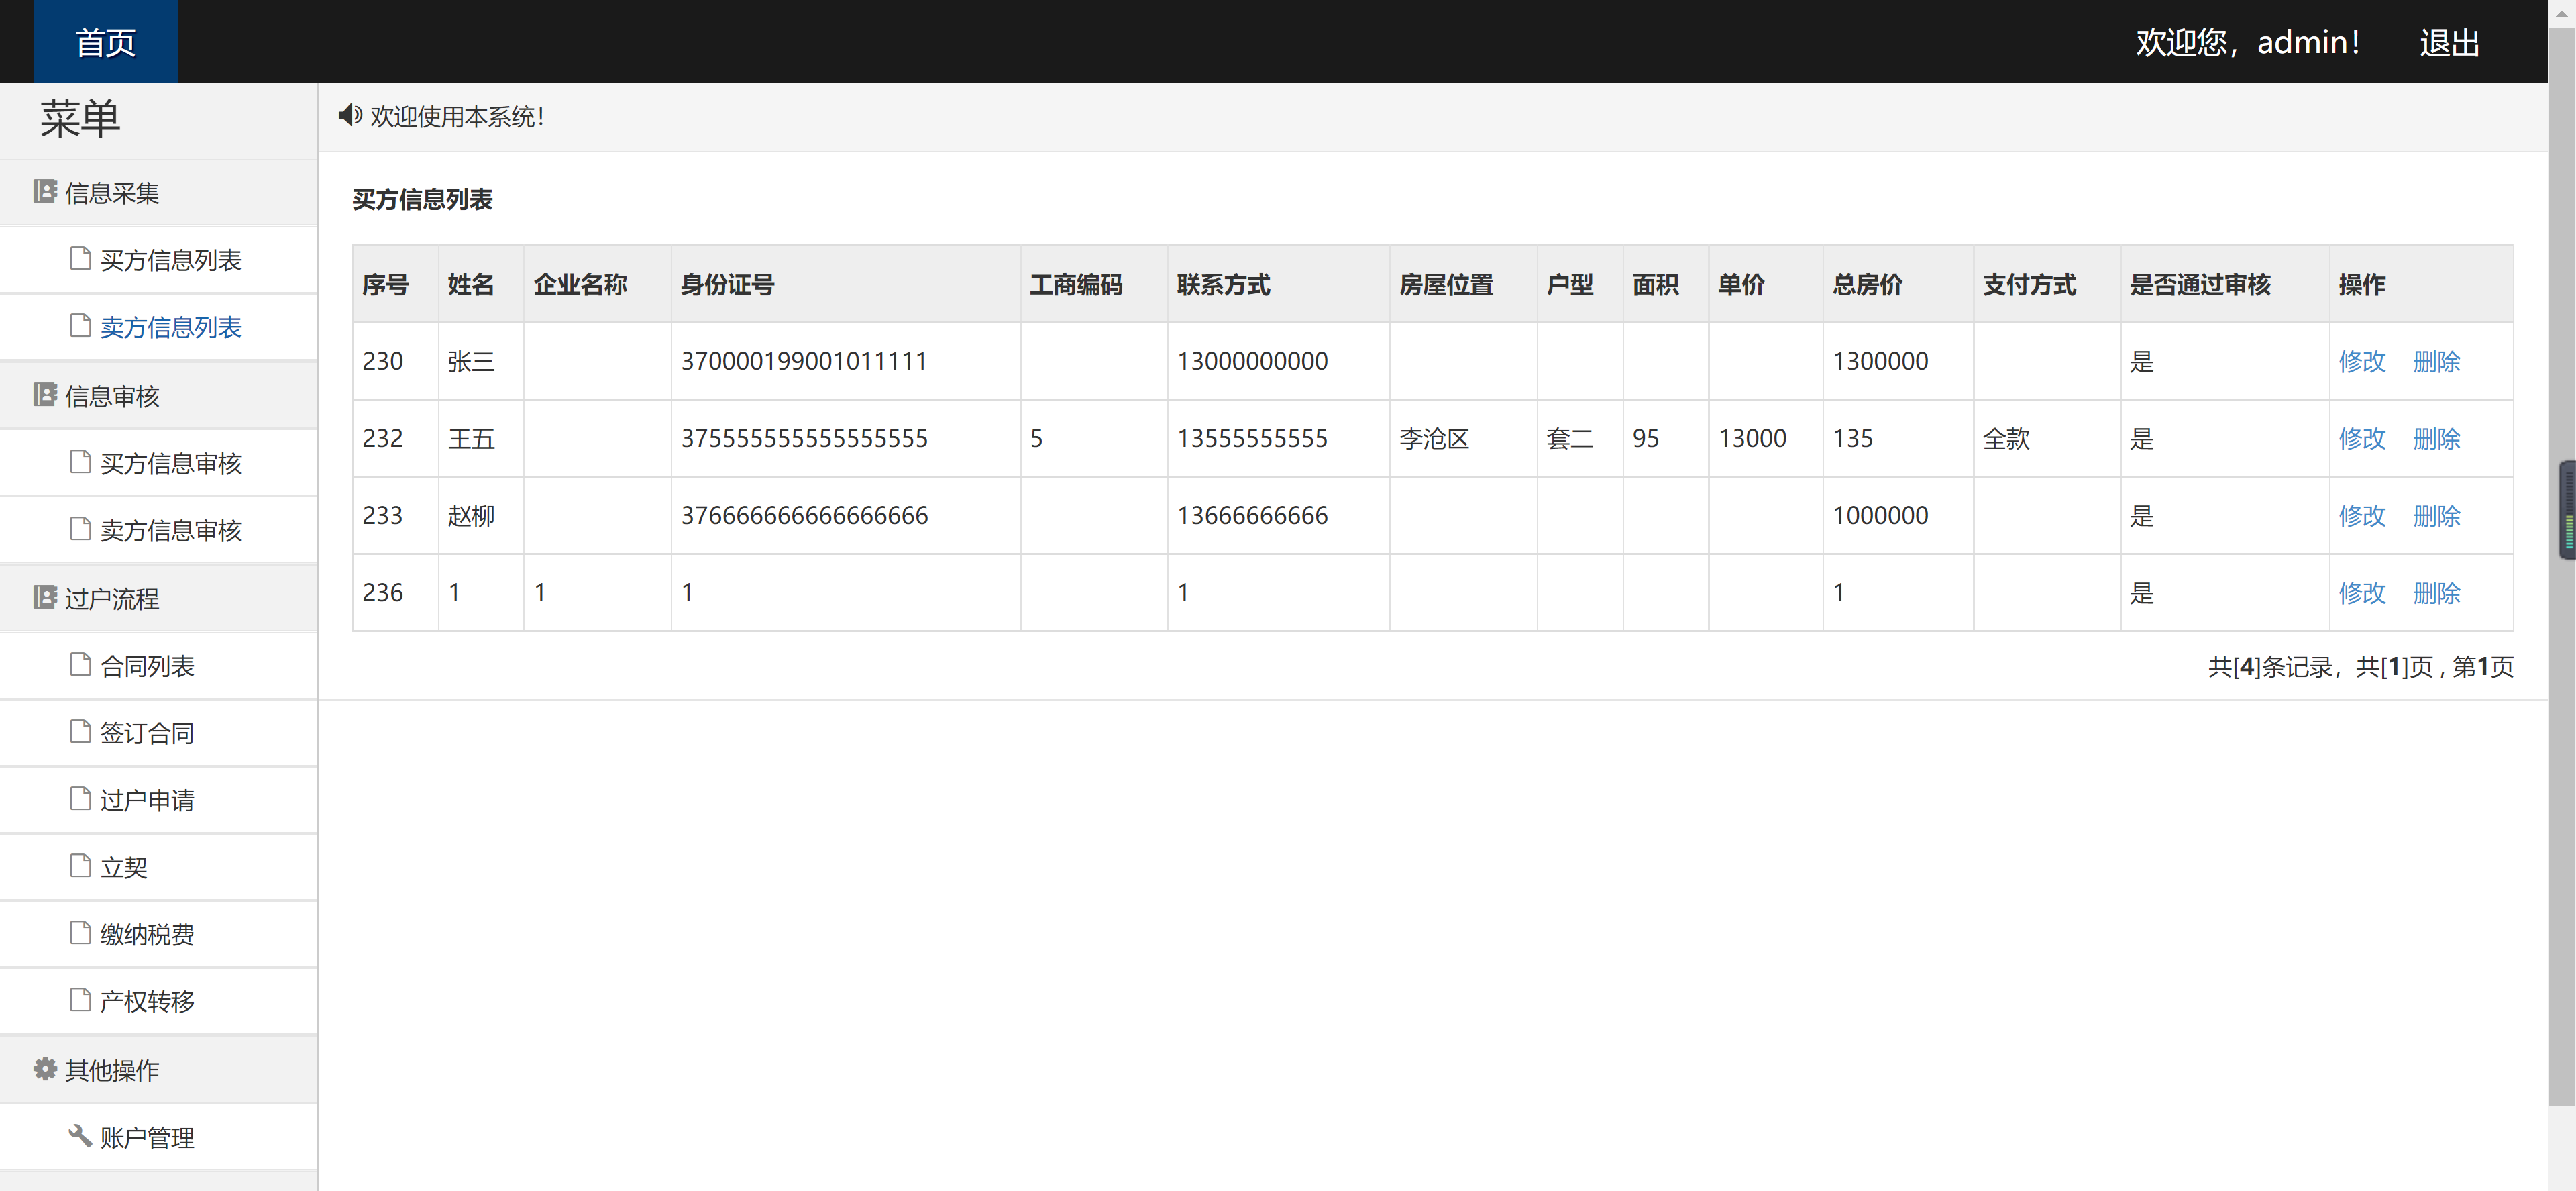 首页
欢迎您，admin！ 退出
菜单
欢迎使用本系统！
信息采集
买方信息列表
卖方信息列表
信息审核
买方信息审核
卖方信息审核
过户流程
合同列表
签订合同
过户申请
立契
缴纳税费
产权转移
其他操作
账户管理
买方信息列表
序号 姓名 企业名称 身份证号 工商编码 联系方式 房屋位置 户型 面积 单价 总房价 支付方式 是否通过审核 操作
230 张三 370000199001011111 13000000000 1300000 是 修改 删除
232 王五 375555555555555555 5 13555555555 李沧区 套二 95 13000 135 全款 是 修改 删除
233 赵柳 376666666666666666 13666666666 1000000 是 修改 删除
236 1 1 1 1 1 是 修改 删除
共[4]条记录，共[1]页 , 第1页